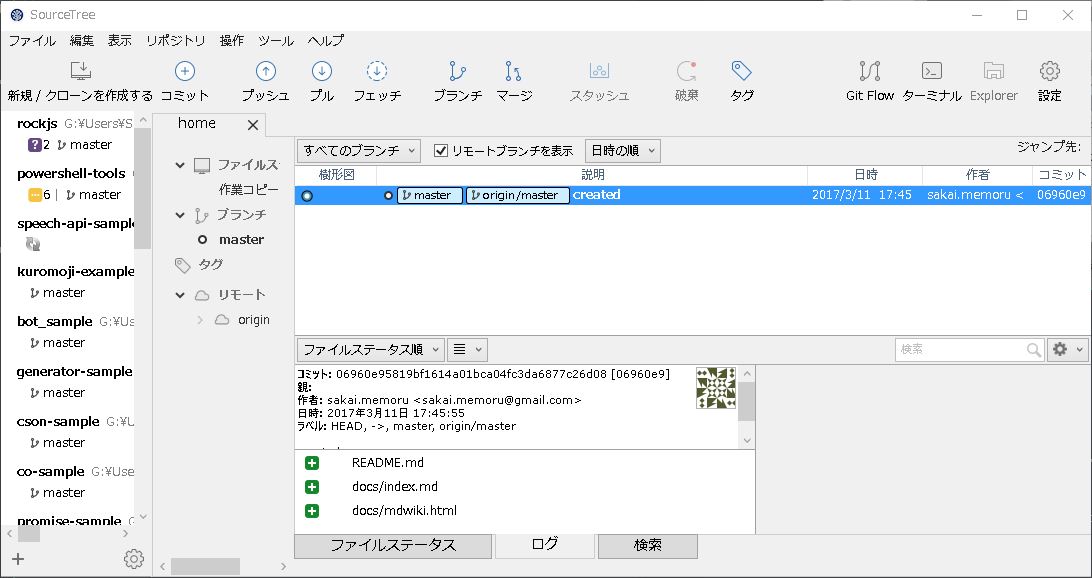 SourceTree
ファイル 編集 表示 リポジトリ 操作 ツール ヘルプ
新規 / クローンを作成する コミット プッシュ プル フェッチ ブランチ マージ スタッシュ 破棄 タグ Git Flow ターミナル Explorer 設定
rockjs G:¥Users¥S
2 master
powershell-tools
6 | master
speech-api-sampl
kuromoji-example
master
bot_sample G:¥Us
master
generator-sample
master
cson-sample G:¥U
master
co-sample G:¥Use
master
promise-sample G
home
ファイルス
作業コピー
ブランチ
master
タグ
リモート
origin
すべてのブランチ リモートブランチを表示 日時の順 ジャンプ先:
樹形図 説明 日時 作者 コミット
master origin/master created 2017/3/11 17:45 sakai.memoru < 06960e9
ファイルステータス順 検索
コミット: 06960e95819bf1614a01bca04fc3da6877c26d08 [06960e9]
親:
作者: sakai.memoru <sakai.memoru@gmail.com>
日時: 2017年3月11日 17:45:55
ラベル: HEAD, ->, master, origin/master
README.md
docs/index.md
docs/mdwiki.html
ファイルステータス ログ 検索